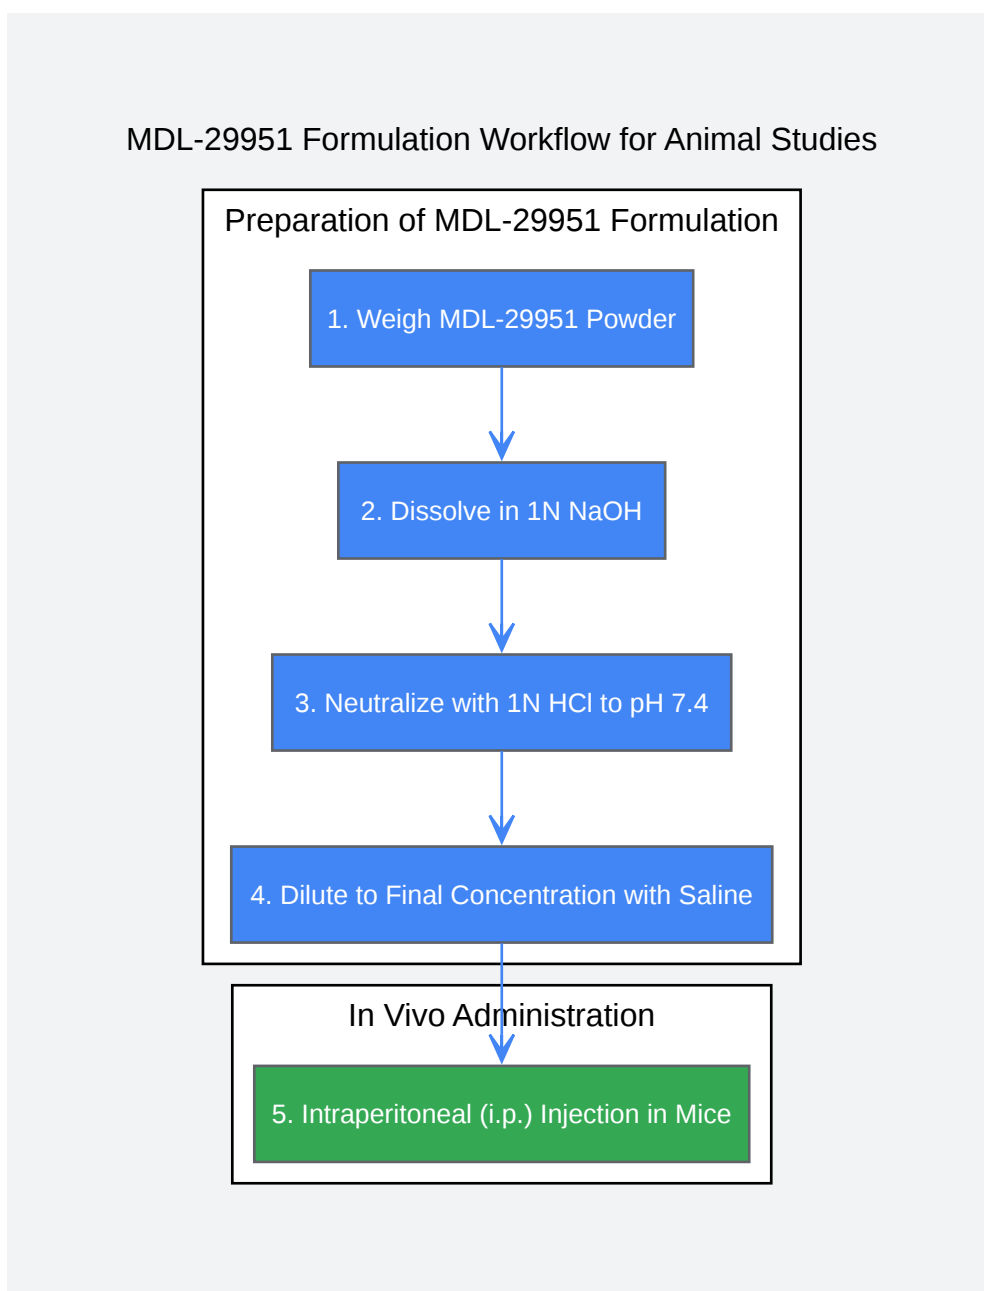 MDL-29951 Formulation Workflow for Animal Studies
Preparation of MDL-29951 Formulation
1. Weigh MDL-29951 Powder
2. Dissolve in 1N NaOH
3. Neutralize with 1N HCl to pH 7.4
4. Dilute to Final Concentration with Saline
In Vivo Administration
5. Intraperitoneal (i.p.) Injection in Mice